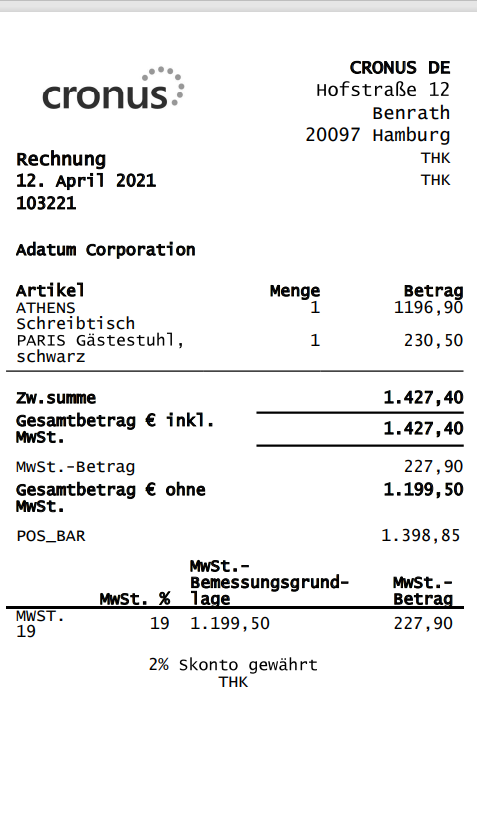 cronus
CRONUS DE
Hofstraße 12
Benrath
20097 Hamburg
Rechnung THK
12. April 2021 THK
103221
Adatum Corporation
Artikel Menge Betrag
ATHENS 1 1196,90
Schreibtisch
PARIS Gästestuhl, 1 230,50
schwarz
Zw.summe 1.427,40
Gesamtbetrag € inkl. 1.427,40
MwSt.
MwSt.-Betrag 227,90
Gesamtbetrag € ohne 1.199,50
MwSt.
POS_BAR 1.398,85
MwSt.-
Bemessungsgrund- MwSt.-
MwSt. % lage Betrag
MWST. 19 1.199,50 227,90
19
2% Skonto gewährt
THK